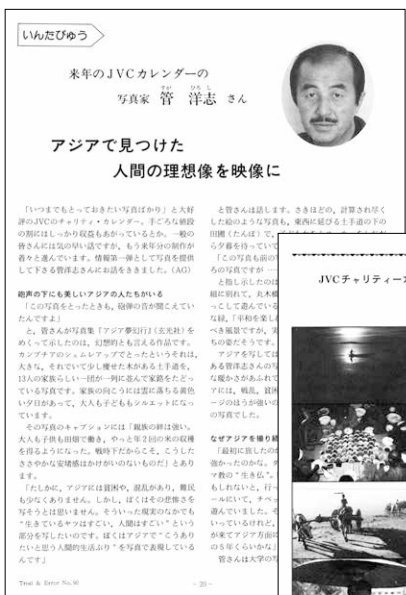 いんたびゅう
来年のJVCカレンダーの
すが ひろし
写真家 管 洋志 さん
アジアで見つけた
人間の理想像を映像に
「いつまでもとっておきたい写真ばかり」と大好
評のJVCのチャリティ・カレンダー。手ごろな値段
の割にはしっかり収益もあがっているとか。一般の
皆さんには気の早い話ですが、もう来年分の制作が
着々と進んでいます。情報第一弾として写真を提供
して下さる管洋志さんにお話をききました。(AG)
砲声の下にも美しいアジアの人たちがいる
「この写真をとったときも、砲弾の音が聞こえてい
たんですよ」
と、管さんが写真集『アジア夢幻行』(玄光社)を
めくって示したのは、幻想的とも言える作品です。
カンプチアのシェムレアップでとったというそれは、
大きな、それでいて少し痩せた木がある土手道を、
13人の家族らしい一団が一列に並んで家路をたどっ
ている写真です。家族の向こうには雲に落ちる黄色
い夕日があって、大人も子どももシルエットになっ
ています。
その写真のキャプションには「親族の絆は強い。
大人も子供も田畑で働き、やっと年2回の米の収穫
を得るようになった。戦時下だからこそ、こうした
ささやかな安堵感はかけがいのないものだ」とあり
ます。
「たしかに、アジアには貧困や、混乱があり、難民
も少なくありません。しかし、ぼくはその悲惨さを
写そうとは思いません。そういった現実のなかでも
"生きているヤツはすごい、人間はすごい"という
部分を写したいのです。ぼくはアジアで"こうあり
たいと思う人間的生活ぶり"を写真で表現している
んです」
Trial & Error No.80
－20－
と管さんは話します。さきほどの、計算され尽く
した絵のような写真も、東西に延びる土手道の下の
田圃(たんぼ)で、
ら夕暮を待ってい
「この写真も前の
ろの写真ですが
と指し示したのは
組に別れて、丸木
っこして遊んでいる
な緑。「平和を楽し
べき風景ですが、実
ちの姿だそうです。
アジアを写しては
ある管洋志さんの写
な暖かさがあふれて
アには、戦乱、貧困
ージのほうが強いの
の写真でした。
なぜアジアを撮り続
「最初に旅したの
強かったのかな。
マ教の"生き仏"。
もしれないと、行っ
ールにいて、チベッ
遊んでいました。そ
いっているけれど、
が来てアジア方面に
の5年くらいかな」
管さんは大学の写
JVCチャリティーカ